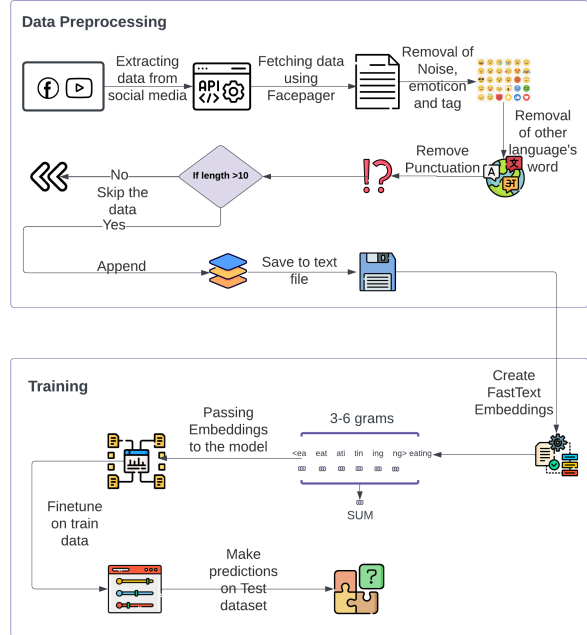 Data Preprocessing
Extracting
data from
social media
Fetching data
using
Facepager
Removal of
Noise,
emoticon
and tag
API
</>
Removal
of other
language's
word
Remove
Punctuation
A
文
अ
!?
If length >10
No
Skip the
data
Yes
Append
Save to text
file
Training
Create
FastText
Embeddings
3-6 grams
Passing
Embeddings
to the model
<ea eat ati tin ing ng> eating
SUM
Finetune
on train
data
Make
predictions
on Test
dataset
?